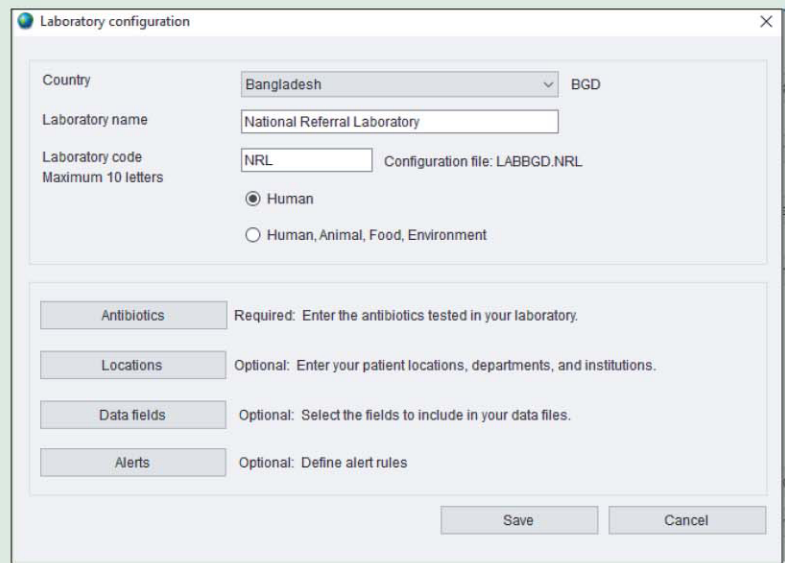 Laboratory configuration
Country
Bangladesh
BGD
Laboratory name
National Referral Laboratory
Laboratory code
Maximum 10 letters
NRL
Configuration file: LABBGD.NRL
Human
Human, Animal, Food, Environment
Antibiotics
Required: Enter the antibiotics tested in your laboratory.
Locations
Optional: Enter your patient locations, departments, and institutions.
Data fields
Optional: Select the fields to include in your data files.
Alerts
Optional: Define alert rules
Save
Cancel